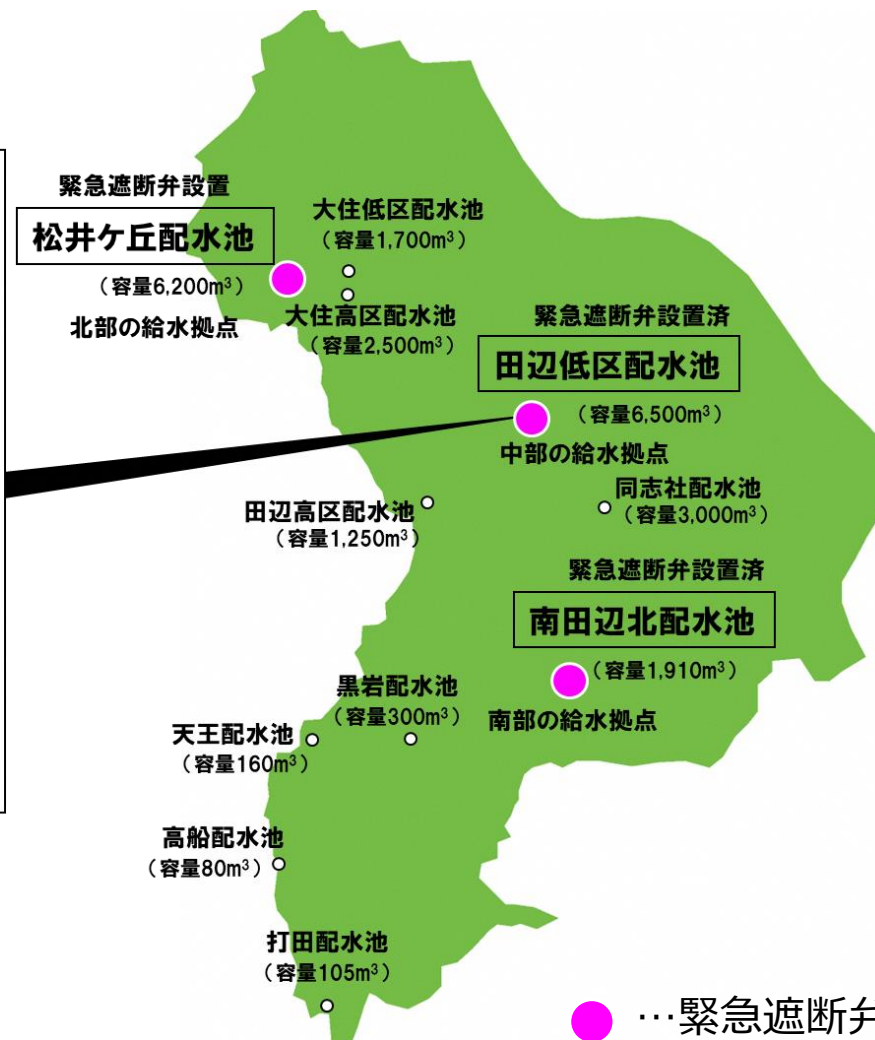 緊急遮断弁設置
松井ケ丘配水池
（容量6,200m³）
北部の給水拠点
大住低区配水池
（容量1,700m³）
大住高区配水池
（容量2,500m³）
緊急遮断弁設置済
田辺低区配水池
（容量6,500m³）
中部の給水拠点
田辺高区配水池
（容量1,250m³）
同志社配水池
（容量3,000m³）
緊急遮断弁設置済
南田辺北配水池
（容量1,910m³）
南部の給水拠点
黒岩配水池
（容量300m³）
天王配水池
（容量160m³）
高船配水池
（容量80m³）
打田配水池
（容量105m³）
…緊急遮断弁